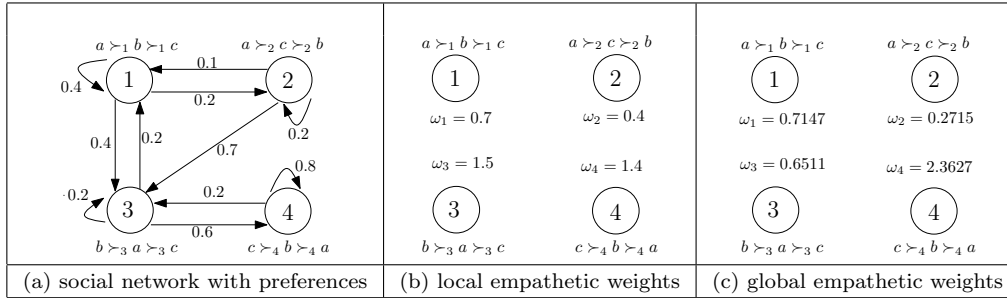 a ≻₁ b ≻₁ c
a ≻₂ c ≻₂ b
0.1
1
2
0.4
0.2
0.2
0.4
0.2
0.7
0.8
0.2
0.2
3
4
0.6
b ≻₃ a ≻₃ c
c ≻₄ b ≻₄ a
(a) social network with preferences
a ≻₁ b ≻₁ c
a ≻₂ c ≻₂ b
1
2
ω₁ = 0.7
ω₂ = 0.4
ω₃ = 1.5
ω₄ = 1.4
3
4
b ≻₃ a ≻₃ c
c ≻₄ b ≻₄ a
(b) local empathetic weights
a ≻₁ b ≻₁ c
a ≻₂ c ≻₂ b
1
2
ω₁ = 0.7147
ω₂ = 0.2715
ω₃ = 0.6511
ω₄ = 2.3627
3
4
b ≻₃ a ≻₃ c
c ≻₄ b ≻₄ a
(c) global empathetic weights